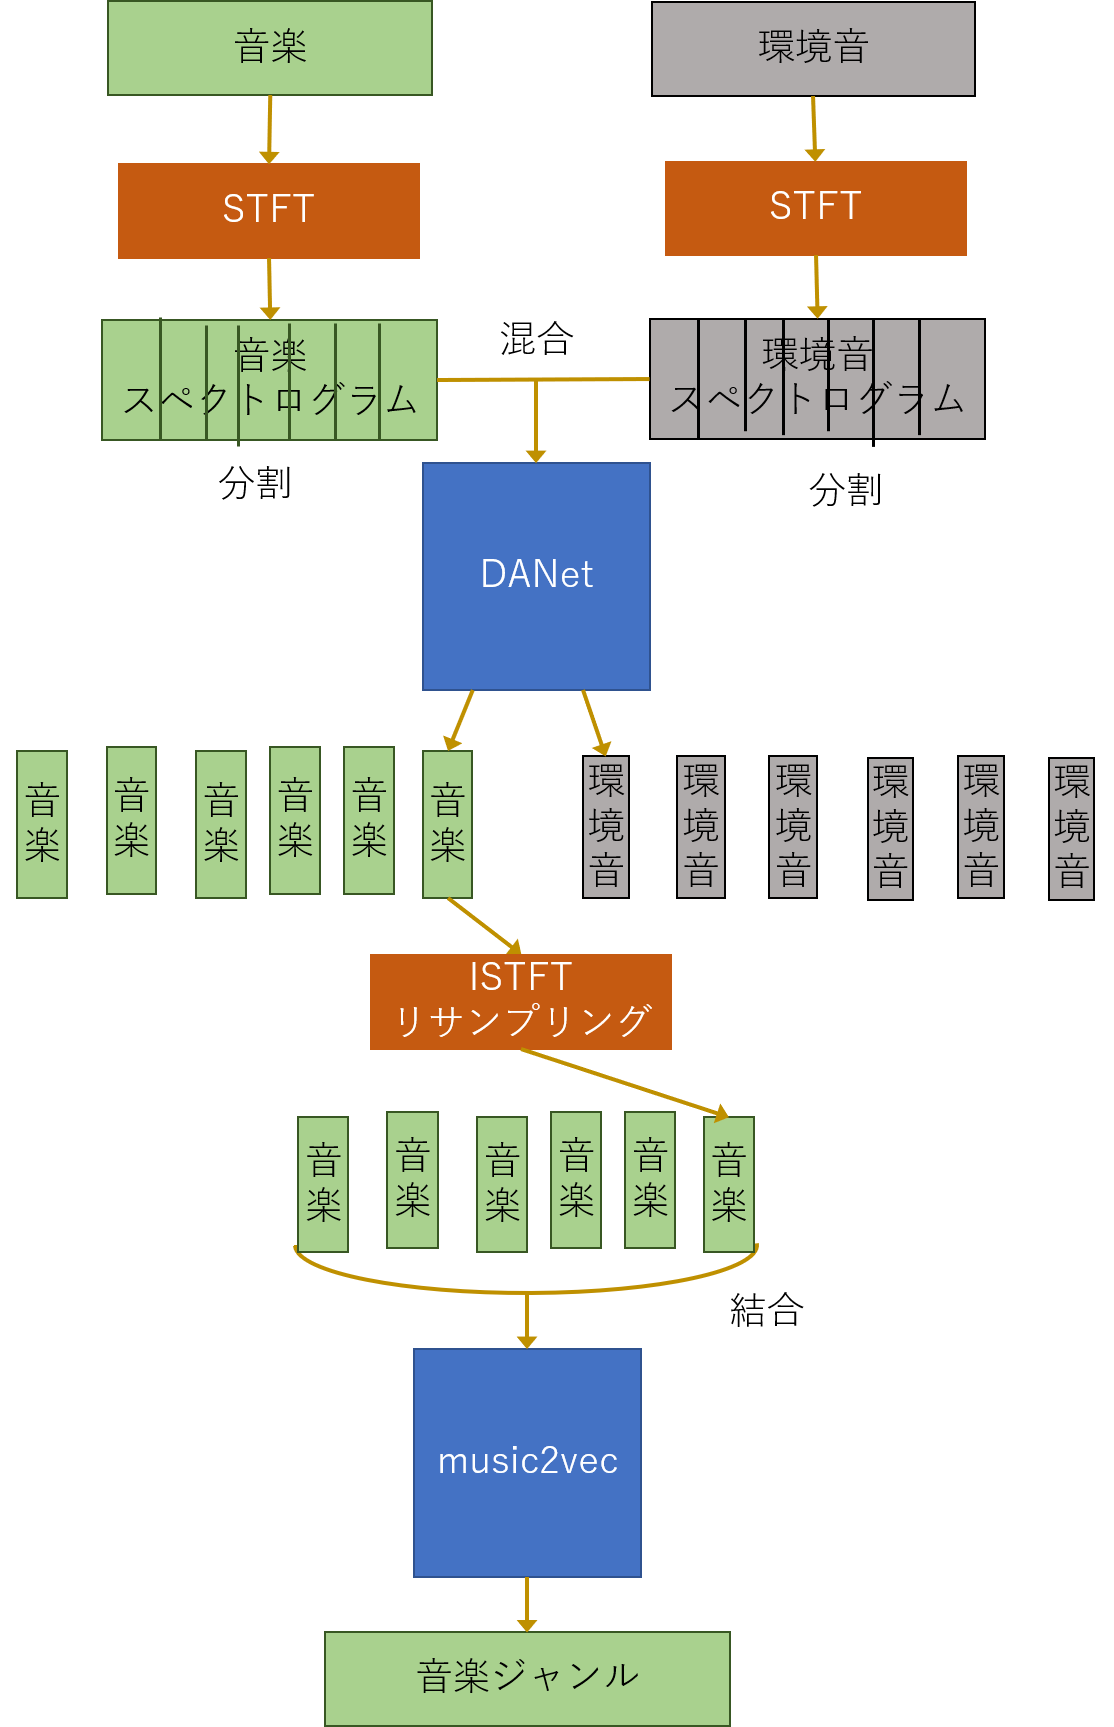 音楽
環境音
STFT
STFT
音楽
スペクトログラム
混合
環境音
スペクトログラム
分割
分割
DANet
音楽
音楽
音楽
音楽
音楽
音楽
環境音
環境音
環境音
環境音
環境音
環境音
ISTFT
リサンプリング
音楽
音楽
音楽
音楽
音楽
音楽
結合
music2vec
音楽ジャンル